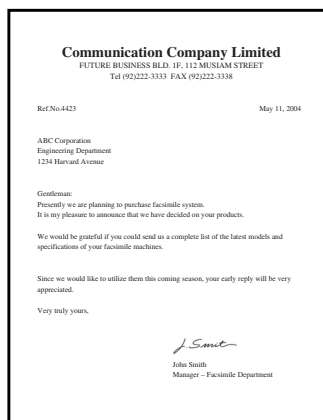 Communication Company Limited
FUTURE BUSINESS BLD. 1F, 112 MUSIAM STREET
Tel (92)222-3333 FAX (92)222-3338
Ref.No.4423 May 11, 2004
ABC Corporation
Engineering Department
1234 Harvard Avenue
Gentleman:
Presently we are planning to purchase facsimile system.
It is my pleasure to announce that we have decided on your products.
We would be grateful if you could send us a complete list of the latest models and
specifications of your facsimile machines.
Since we would like to utilize them this coming season, your early reply will be very
appreciated.
Very truly yours,
J. Smit
John Smith
Manager – Facsimile Department